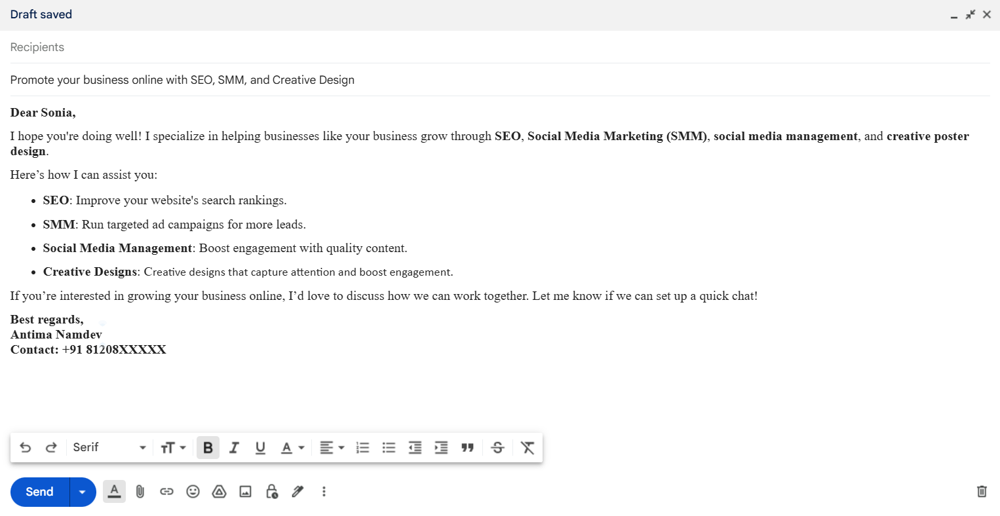 Draft saved
Recipients
Promote your business online with SEO, SMM, and Creative Design
Dear Sonia,
I hope you're doing well! I specialize in helping businesses like your business grow through SEO, Social Media Marketing (SMM), social media management, and creative poster
design.
Here’s how I can assist you:
• SEO: Improve your website's search rankings.
• SMM: Run targeted ad campaigns for more leads.
• Social Media Management: Boost engagement with quality content.
• Creative Designs: Creative designs that capture attention and boost engagement.
If you’re interested in growing your business online, I’d love to discuss how we can work together. Let me know if we can set up a quick chat!
Best regards,
Antima Namdev
Contact: +91 81208XXXXX
Serif
Send